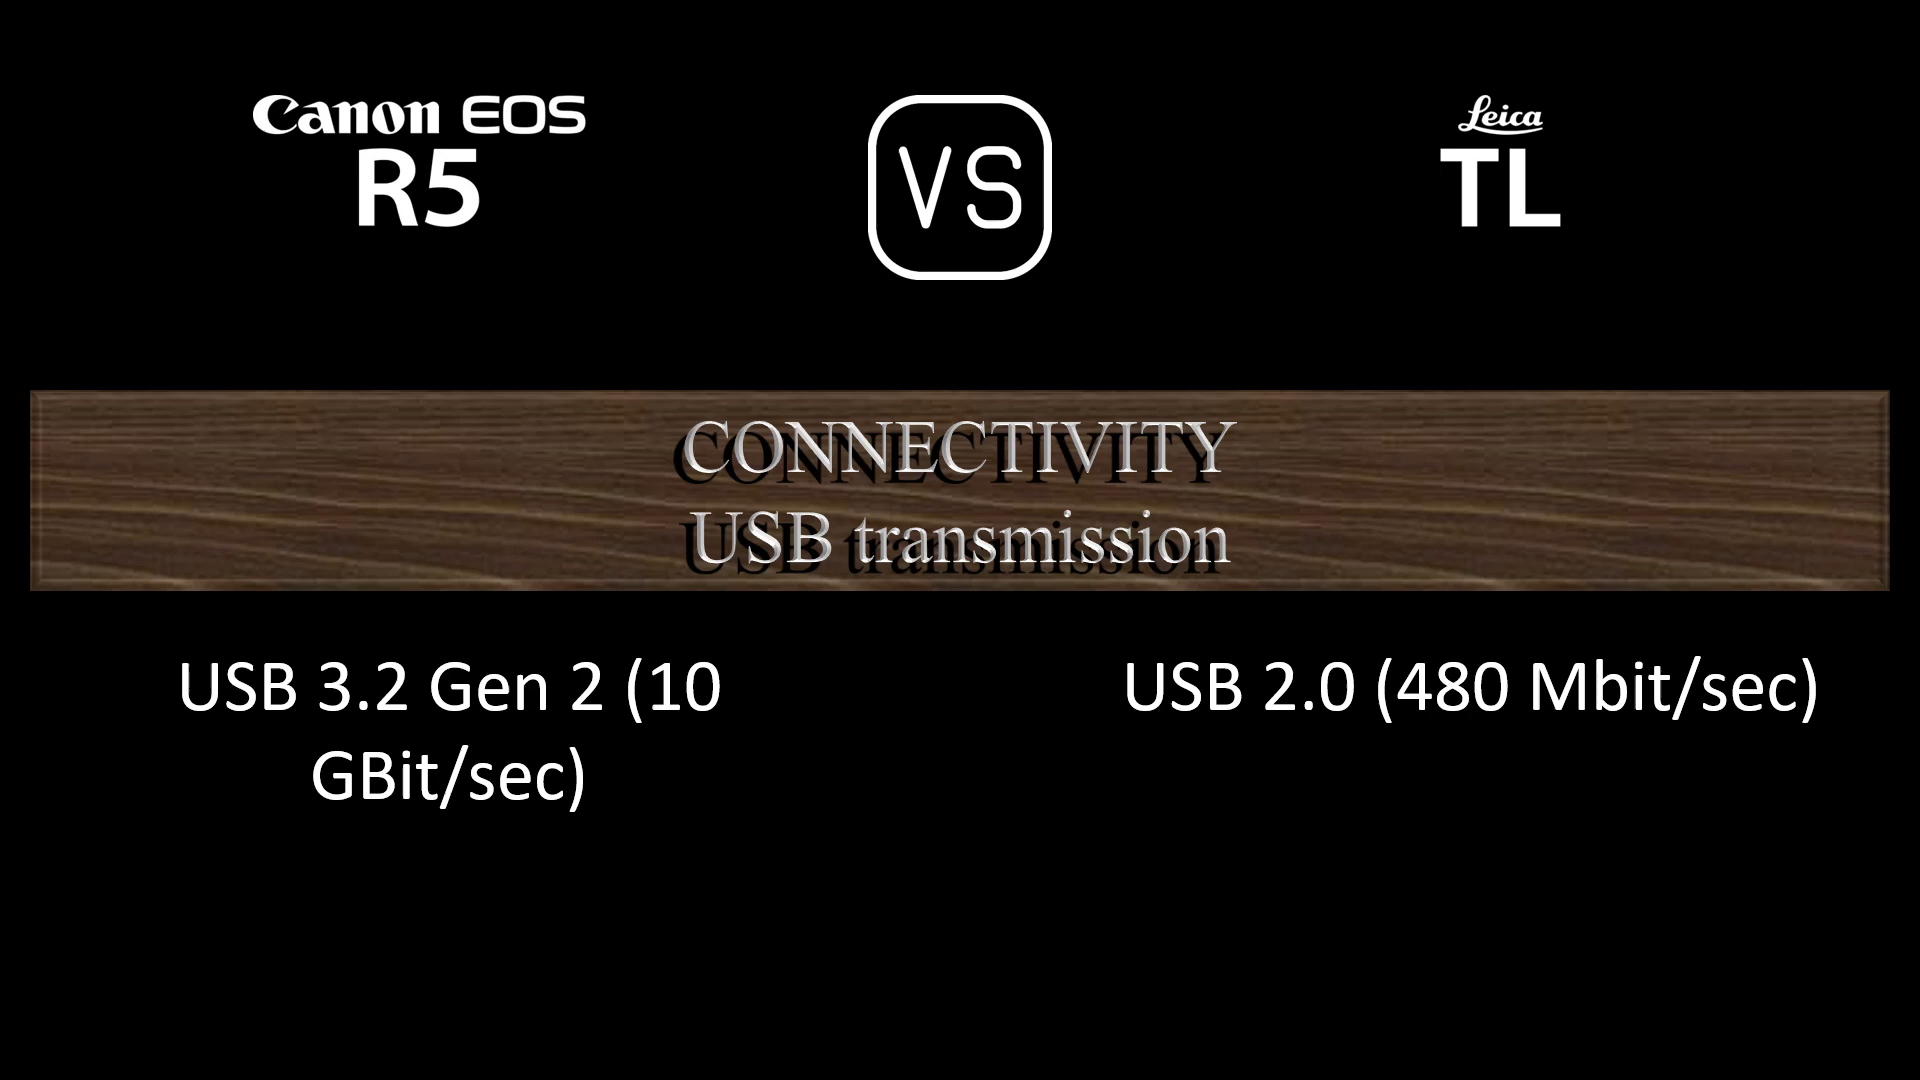 Canon EOS
R5
VS
Leica
TL
CONNECTIVITY
USB transmission
USB 3.2 Gen 2 (10
GBit/sec)
USB 2.0 (480 Mbit/sec)